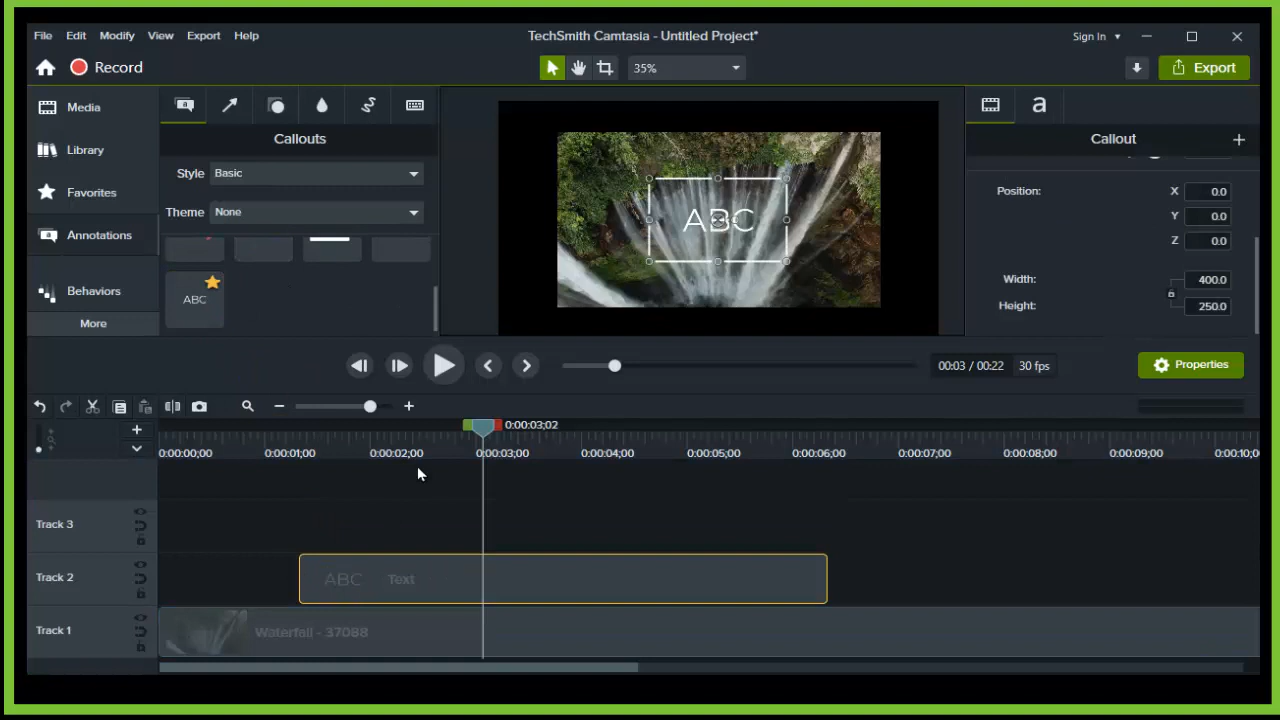 File Edit Modify View Export Help
TechSmith Camtasia - Untitled Project*
Sign In
Record
35%
Export
Media
Library
Favorites
Annotations
Behaviors
More
a
Callouts
Style Basic
Theme None
ABC
ABC
a
Callout
Position: X 0.0
Y 0.0
Z 0.0
Width: 400.0
Height: 250.0
00:03 / 00:22 30 fps
Properties
0:00:03;02
0:00:00;00 0:00:01;00 0:00:02;00 0:00:03;00 0:00:04;00 0:00:05;00 0:00:06;00 0:00:07;00 0:00:08;00 0:00:09;00 0:00:10;0
Track 3
Track 2
ABC Text
Track 1
Waterfall - 37088